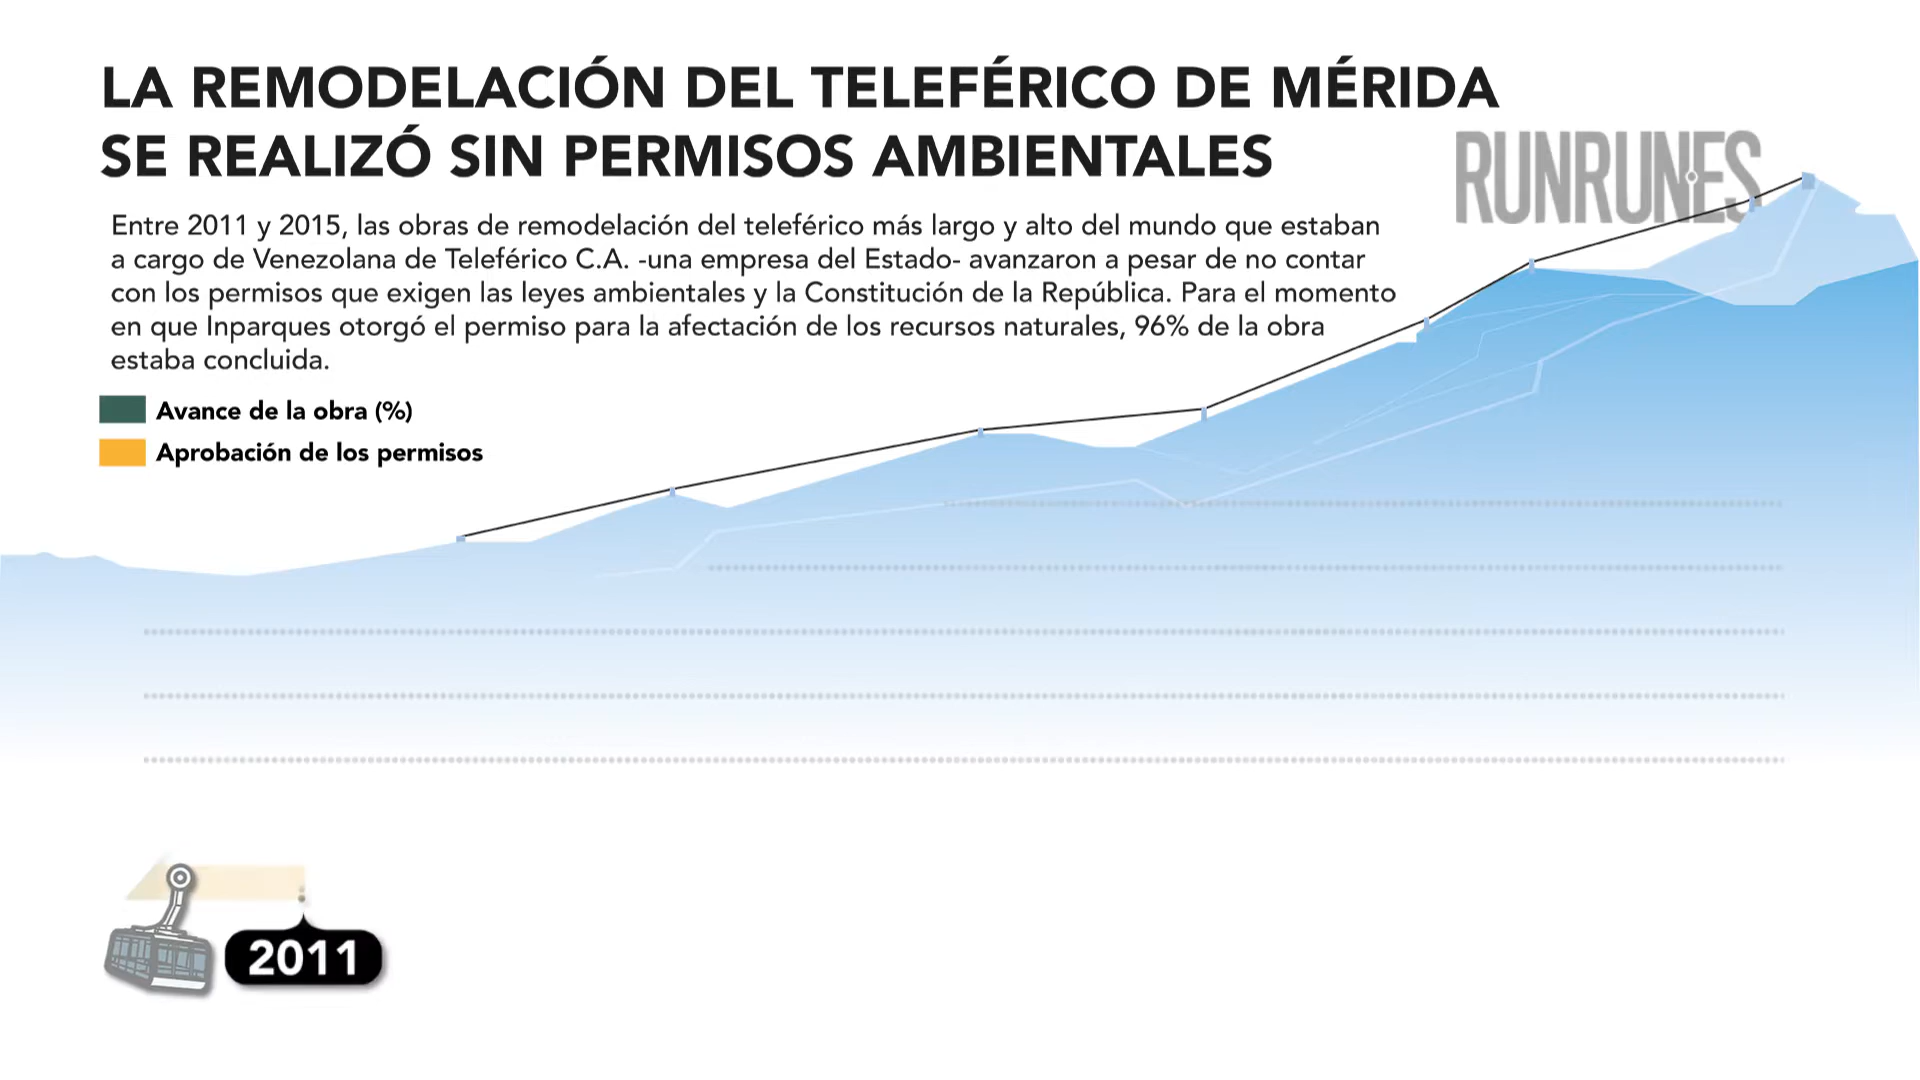 LA REMODELACIÓN DEL TELEFÉRICO DE MÉRIDA
SE REALIZÓ SIN PERMISOS AMBIENTALES
RUNRUNES
Entre 2011 y 2015, las obras de remodelación del teleférico más largo y alto del mundo que estaban
a cargo de Venezolana de Teleférico C.A. -una empresa del Estado- avanzaron a pesar de no contar
con los permisos que exigen las leyes ambientales y la Constitución de la República. Para el momento
en que Inparques otorgó el permiso para la afectación de los recursos naturales, 96% de la obra
estaba concluida.
Avance de la obra (%)
Aprobación de los permisos
2011